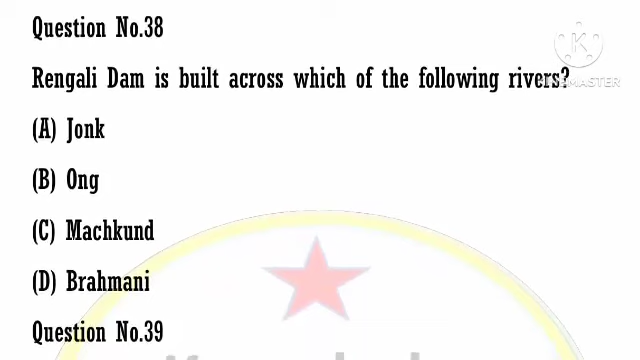 Question No.38
Rengali Dam is built across which of the following rivers?
(A) Jonk
(B) Ong
(C) Machkund
(D) Brahmani
Question No.39